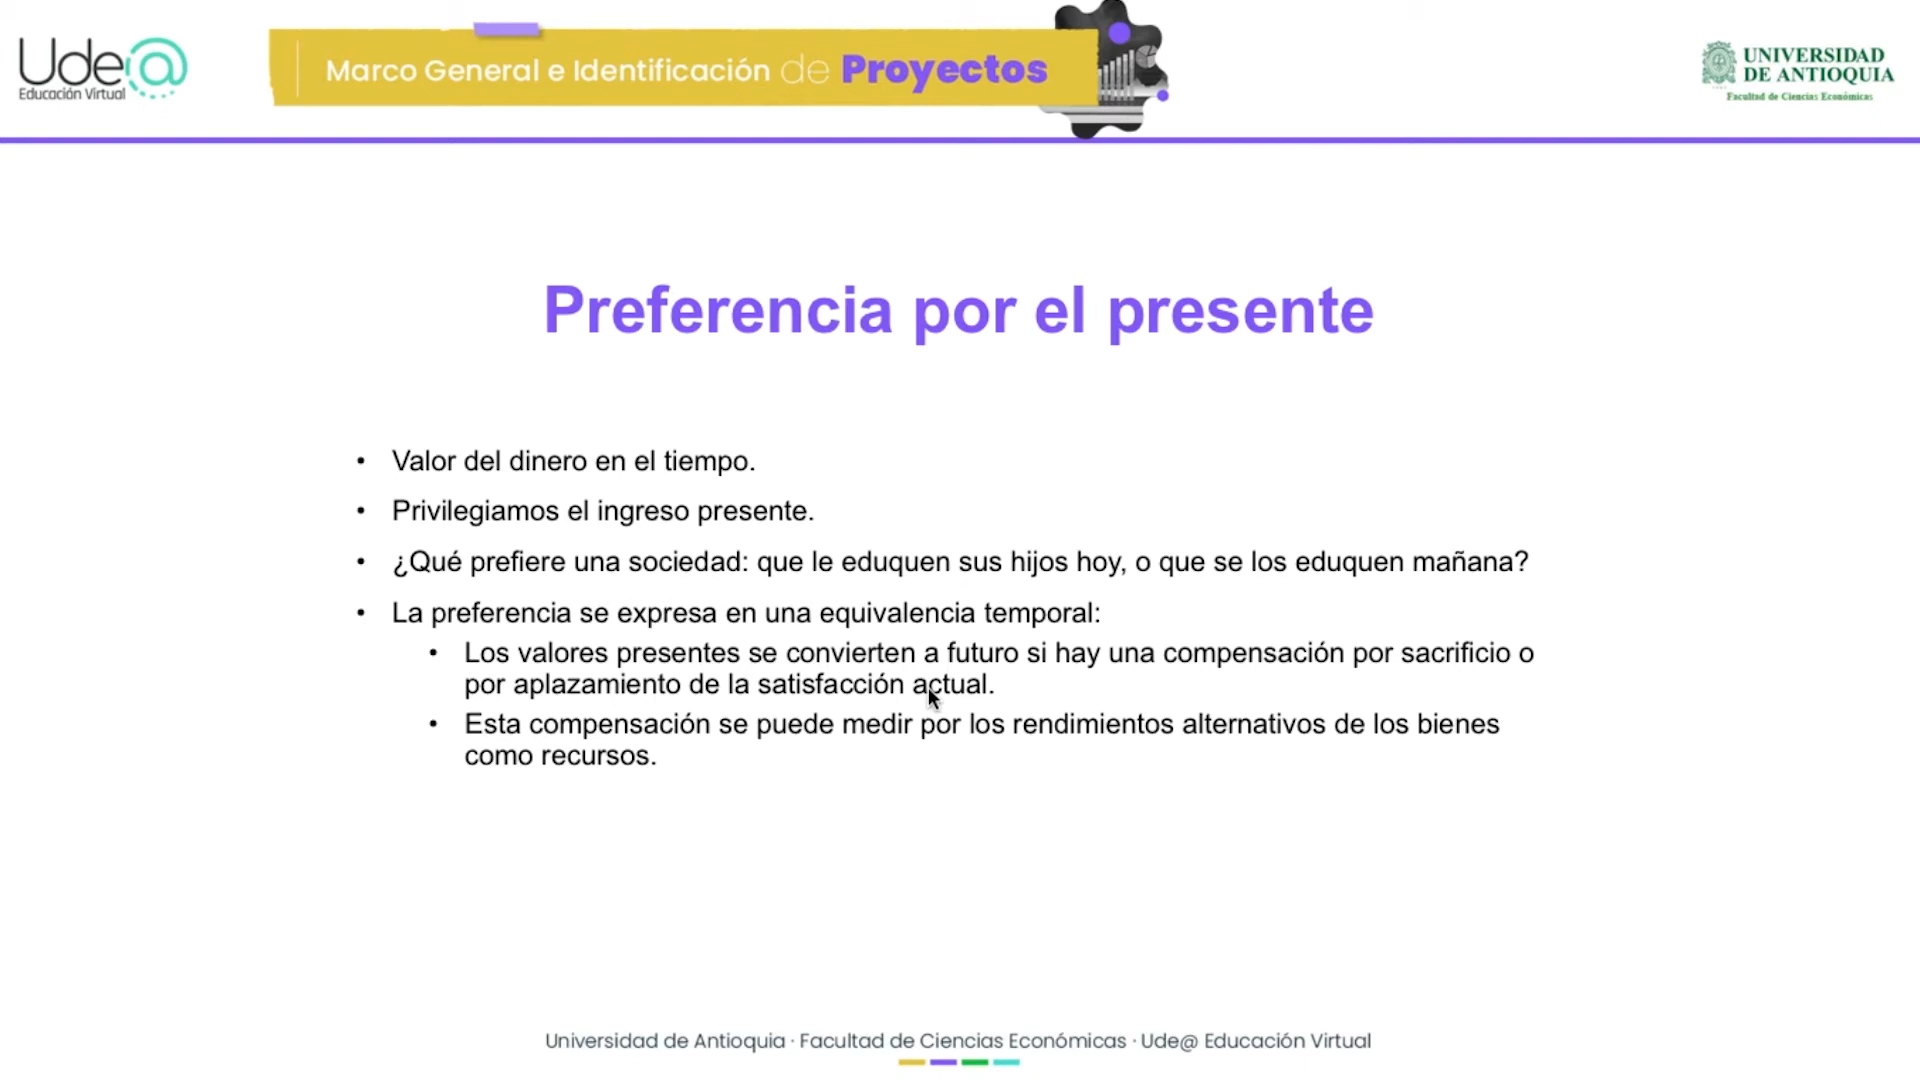 Ude@
Educación Virtual
Marco General e Identificación de Proyectos
UNIVERSIDAD
DE ANTIOQUIA
Facultad de Ciencias Económicas
Preferencia por el presente
• Valor del dinero en el tiempo.
• Privilegiamos el ingreso presente.
• ¿Qué prefiere una sociedad: que le eduquen sus hijos hoy, o que se los eduquen mañana?
• La preferencia se expresa en una equivalencia temporal:
• Los valores presentes se convierten a futuro si hay una compensación por sacrificio o
por aplazamiento de la satisfacción actual.
• Esta compensación se puede medir por los rendimientos alternativos de los bienes
como recursos.
Universidad de Antioquia · Facultad de Ciencias Económicas · Ude@ Educación Virtual